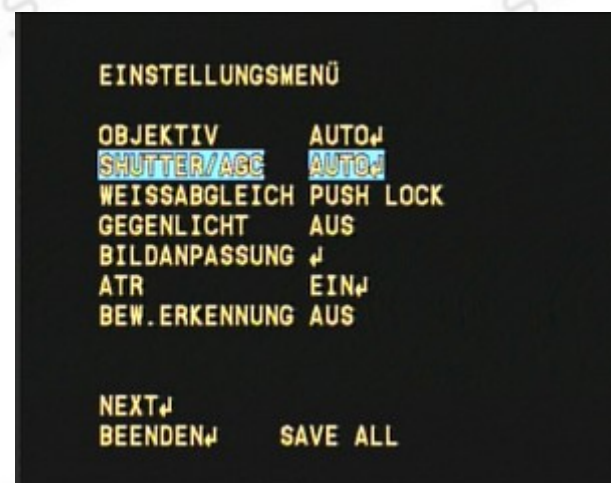 EINSTELLUNGSMENÜ
OBJEKTIV AUTO↵
SHUTTER/AGC AUTO↵
WEISSABGLEICH PUSH LOCK
GEGENLICHT AUS
BILDANPASSUNG ↵
ATR EIN↵
BEW.ERKENNUNG AUS
NEXT↵
BEENDEN↵ SAVE ALL